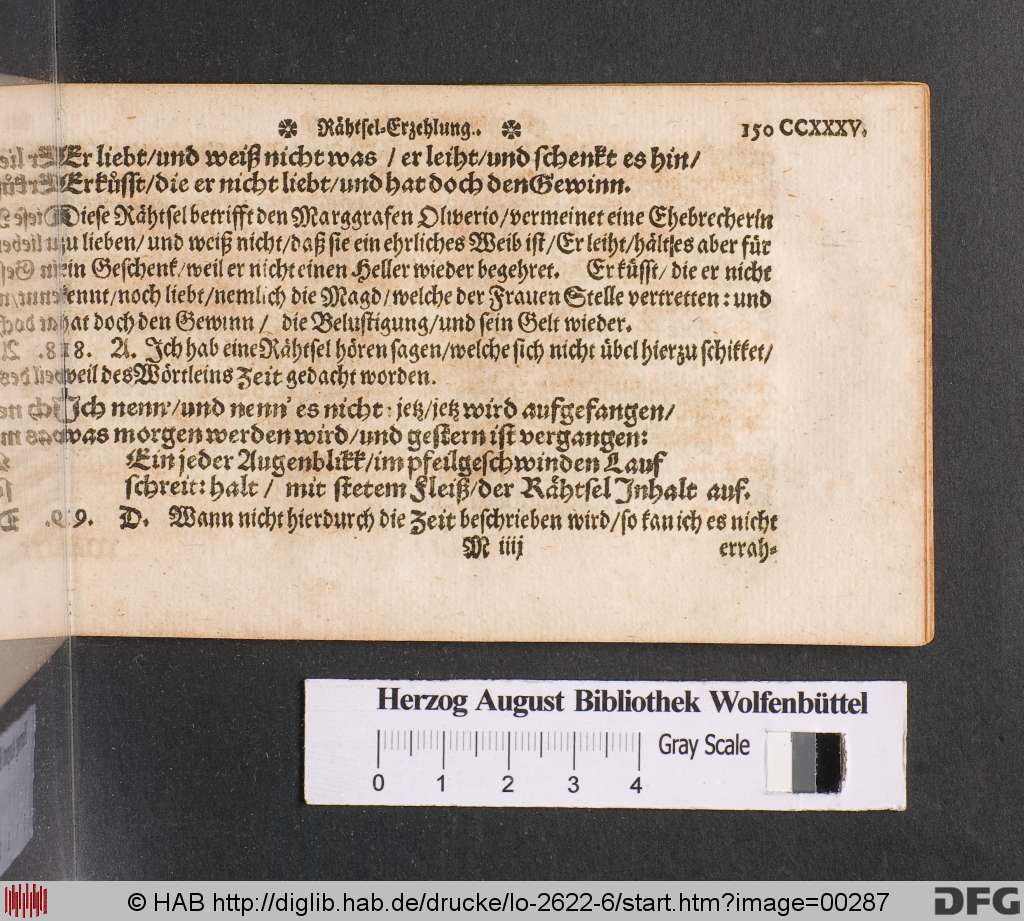 ✼ Rähtsel-Erzehlung. ✼ 150 CCXXXV.
Er liebt/und weiß nicht was / er leiht/und schenkt es hin/
Er küsst/die er nicht liebt/und hat doch den Gewinn.
Diese Rähtsel betrifft den Marggrafen Oliverio/vermeinet eine Ehebrecherin
zu lieben/und weiß nicht/daß sie ein ehrliches Weib ist/Er leiht/hält es aber für
ein Geschenk/weil er nicht einen Heller wieder begehret. Er küsst/die er nicht
kennt/noch liebt/nemlich die Magd/welche der Frauen Stelle vertretten: und
hat doch den Gewinn/ die Belustigung/und sein Gelt wieder.
8. A. Ich hab eine Rähtsel hören sagen/welche sich nicht übel hierzu schikket/
weil des Wörtleins Zeit gedacht worden.
Ich nenn'/und nenn' es nicht: jetz/jetz wird aufgefangen/
was morgen werden wird/und gestern ist vergangen:
Ein jeder Augenblikk/im pfeilgeschwinden Lauf
schreit: halt/ mit stetem Fleiß/der Rähtsel Inhalt auf.
9. D. Wann nicht hierdurch die Zeit beschrieben wird/so kan ich es nicht
M iiij errah-
Herzog August Bibliothek Wolfenbüttel
Gray Scale
0 1 2 3 4
© HAB http://diglib.hab.de/drucke/lo-2622-6/start.htm?image=00287
DFG